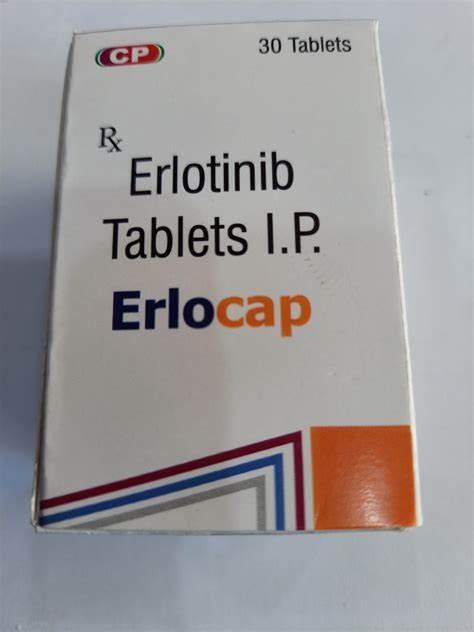 CP
30 Tablets
Rx
Erlotinib
Tablets I.P.
Erlocap